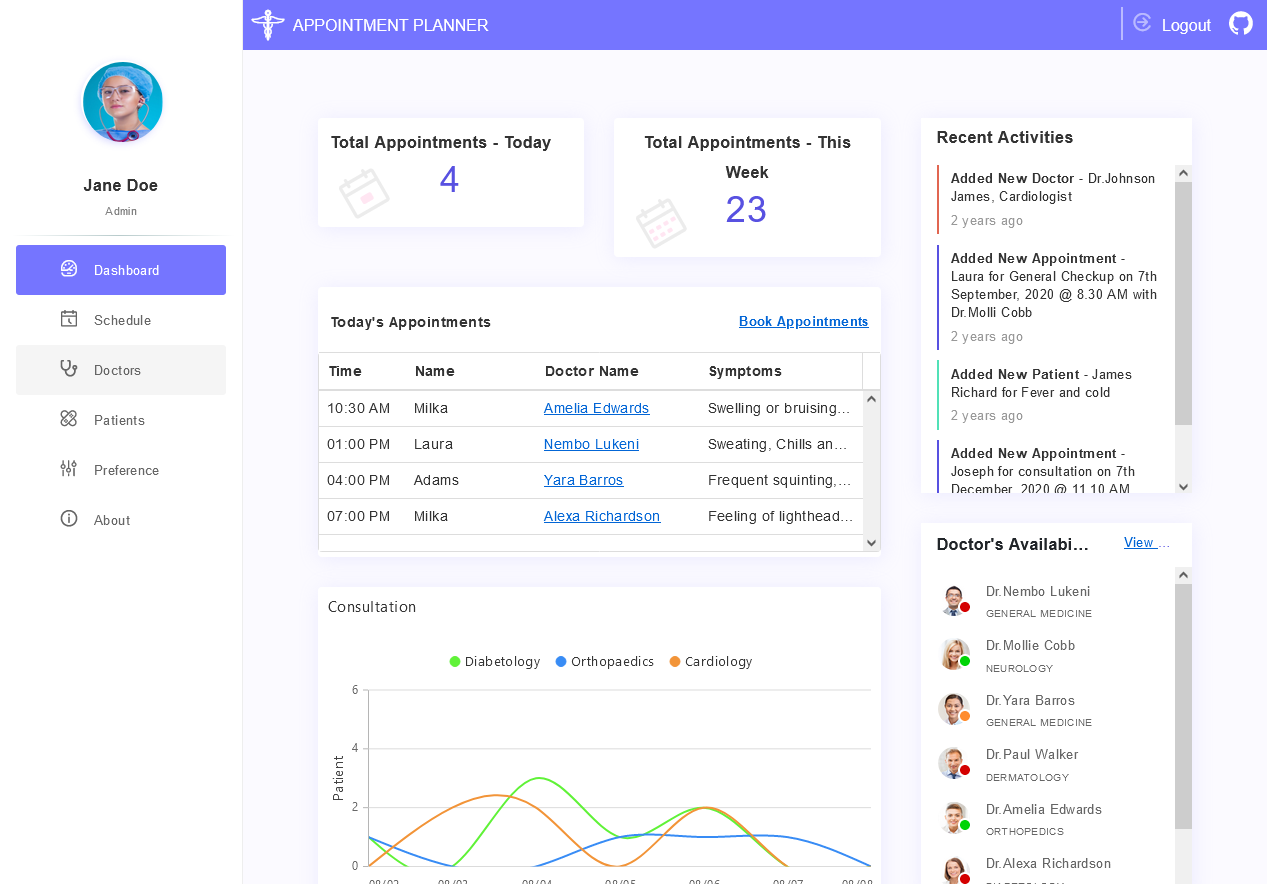 APPOINTMENT PLANNER
Logout
Jane Doe
Admin
Dashboard
Schedule
Doctors
Patients
Preference
About
Total Appointments - Today
4
Total Appointments - This
Week
23
Today's Appointments
Book Appointments
Time Name Doctor Name Symptoms
10:30 AM Milka Amelia Edwards Swelling or bruising...
01:00 PM Laura Nembo Lukeni Sweating, Chills an...
04:00 PM Adams Yara Barros Frequent squinting,...
07:00 PM Milka Alexa Richardson Feeling of lighthead...
Consultation
Diabetology Orthopaedics Cardiology
Patient
6
4
2
0
08/02 08/03 08/04 08/05 08/06 08/07 08/08
Recent Activities
Added New Doctor - Dr.Johnson
James, Cardiologist
2 years ago
Added New Appointment -
Laura for General Checkup on 7th
September, 2020 @ 8.30 AM with
Dr.Molli Cobb
2 years ago
Added New Patient - James
Richard for Fever and cold
2 years ago
Added New Appointment -
Joseph for consultation on 7th
December, 2020 @ 11.10 AM
Doctor's Availabi...
View ...
Dr.Nembo Lukeni
GENERAL MEDICINE
Dr.Mollie Cobb
NEUROLOGY
Dr.Yara Barros
GENERAL MEDICINE
Dr.Paul Walker
DERMATOLOGY
Dr.Amelia Edwards
ORTHOPEDICS
Dr.Alexa Richardson